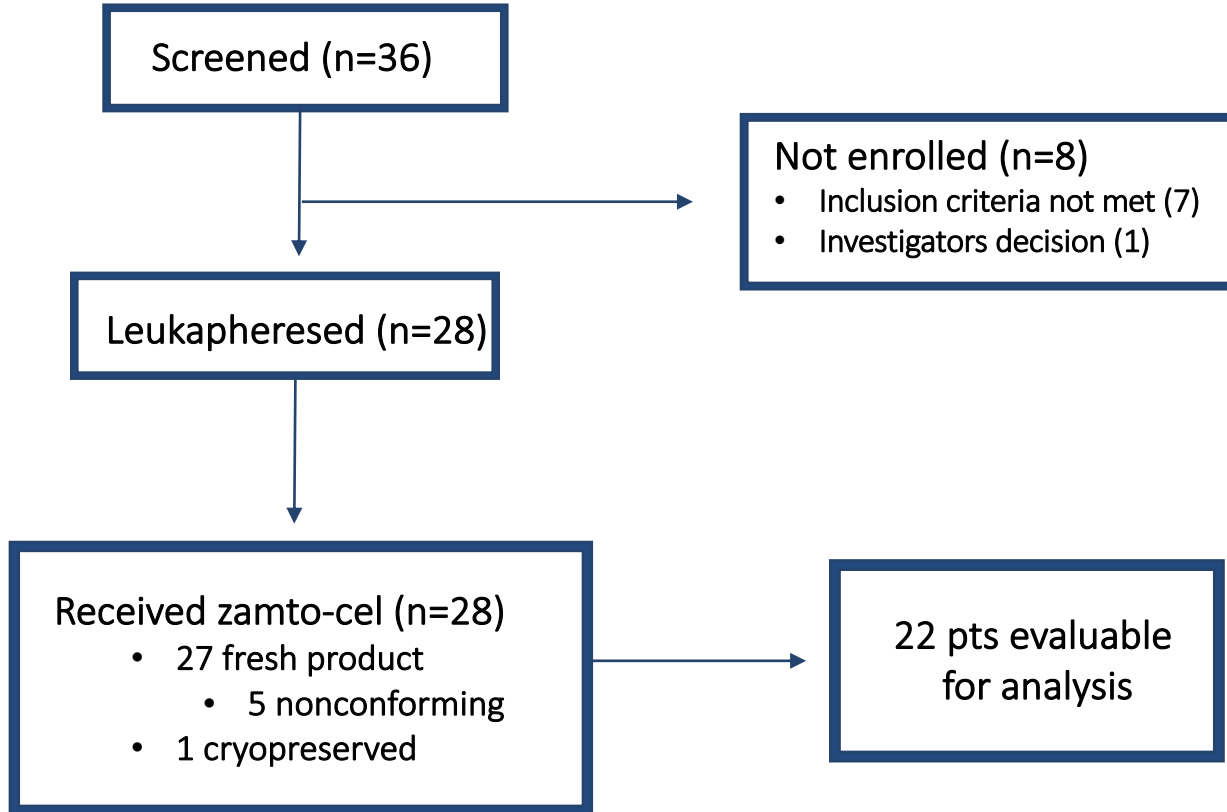 Screened (n=36)
Not enrolled (n=8)
• Inclusion criteria not met (7)
• Investigators decision (1)
Leukapheresed (n=28)
Received zamto-cel (n=28)
• 27 fresh product
• 5 nonconforming
• 1 cryopreserved
22 pts evaluable
for analysis